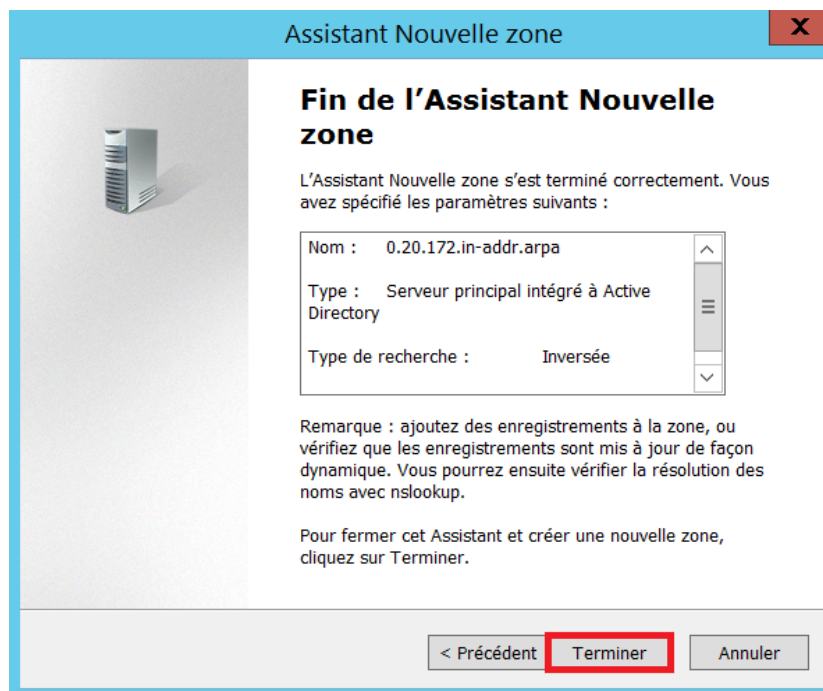 Assistant Nouvelle zone
X
Fin de l’Assistant Nouvelle
zone
L’Assistant Nouvelle zone s’est terminé correctement. Vous
avez spécifié les paramètres suivants :
Nom : 0.20.172.in-addr.arpa
Type : Serveur principal intégré à Active
Directory
Type de recherche : Inversée
Remarque : ajoutez des enregistrements à la zone, ou
vérifiez que les enregistrements sont mis à jour de façon
dynamique. Vous pourrez ensuite vérifier la résolution des
noms avec nslookup.
Pour fermer cet Assistant et créer une nouvelle zone,
cliquez sur Terminer.
< Précédent Terminer Annuler